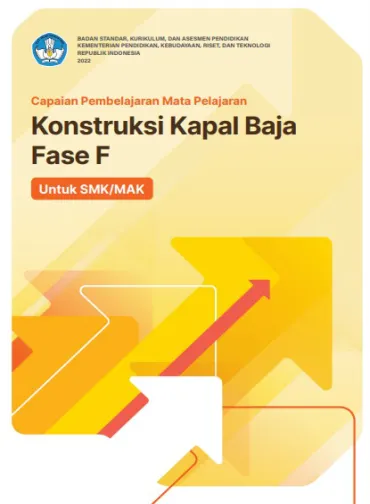 BADAN STANDAR, KURIKULUM, DAN ASESMEN PENDIDIKAN
KEMENTERIAN PENDIDIKAN, KEBUDAYAAN, RISET, DAN TEKNOLOGI
REPUBLIK INDONESIA
2022
Capaian Pembelajaran Mata Pelajaran
Konstruksi Kapal Baja
Fase F
Untuk SMK/MAK